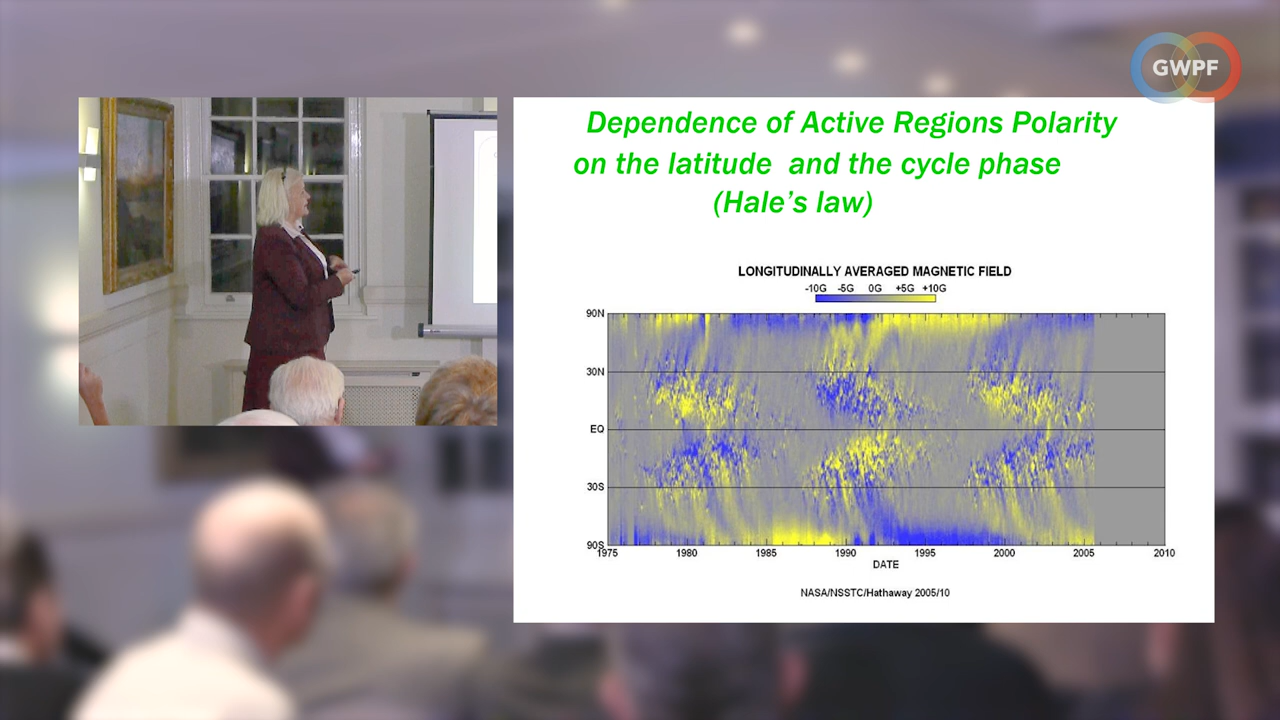 GWPF
Dependence of Active Regions Polarity
on the latitude and the cycle phase
(Hale's law)
LONGITUDINALLY AVERAGED MAGNETIC FIELD
-10G -5G 0G +5G +10G
90N
30N
EQ
30S
90S
1975 1980 1985 1990 1995 2000 2005 2010
DATE
NASA/NSSTC/Hathaway 2005/10